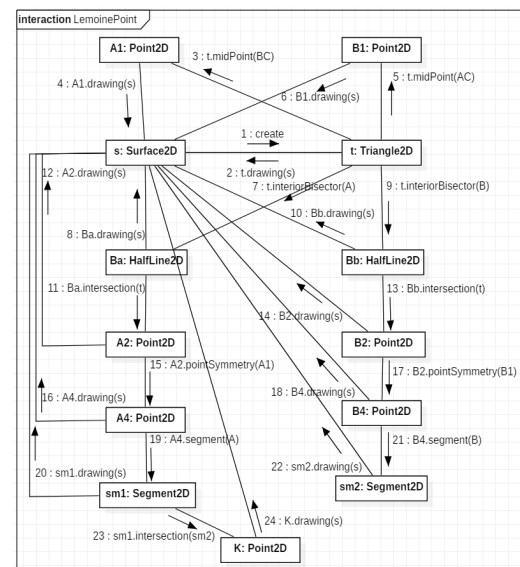 interaction LemoinePoint
A1: Point2D
B1: Point2D
3 : t.midPoint(BC)
4 : A1.drawing(s)
5 : t.midPoint(AC)
6 : B1.drawing(s)
1 : create
s: Surface2D
t: Triangle2D
2 : t.drawing(s)
12 : A2.drawing(s)
7 : t.interiorBisector(A)
9 : t.interiorBisector(B)
10 : Bb.drawing(s)
8 : Ba.drawing(s)
Ba: HalfLine2D
Bb: HalfLine2D
11 : Ba.intersection(t)
13 : Bb.intersection(t)
14 : B2.drawing(s)
A2: Point2D
B2: Point2D
15 : A2.pointSymmetry(A1)
17 : B2.pointSymmetry(B1)
16 : A4.drawing(s)
18 : B4.drawing(s)
A4: Point2D
B4: Point2D
19 : A4.segment(A)
21 : B4.segment(B)
20 : sm1.drawing(s)
22 : sm2.drawing(s)
sm1: Segment2D
sm2: Segment2D
24 : K.drawing(s)
23 : sm1.intersection(sm2)
K: Point2D